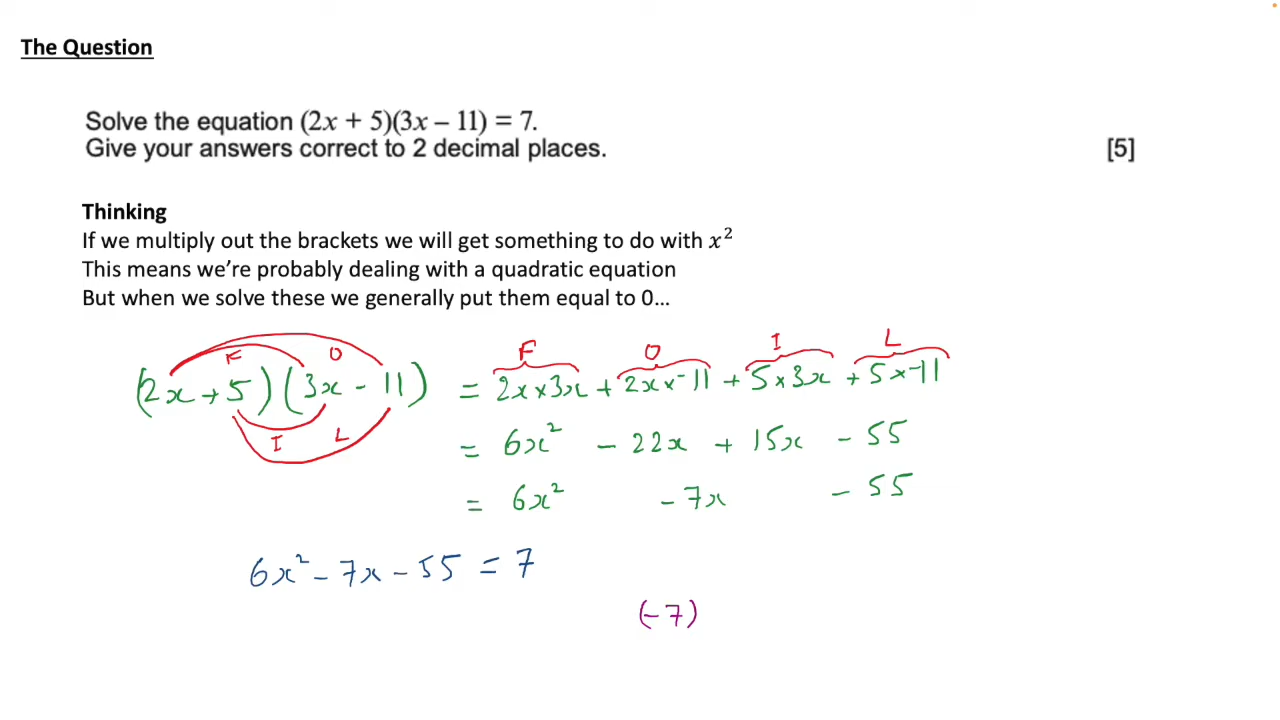 The Question
Solve the equation (2x + 5)(3x – 11) = 7.
Give your answers correct to 2 decimal places. [5]
Thinking
If we multiply out the brackets we will get something to do with x²
This means we're probably dealing with a quadratic equation
But when we solve these we generally put them equal to 0…
F O F O I L
(2x + 5)(3x - 11) = 2x × 3x + 2x × -11 + 5 × 3x + 5 × -11
I L
= 6x² - 22x + 15x - 55
= 6x² - 7x - 55
6x² - 7x - 55 = 7
(-7)